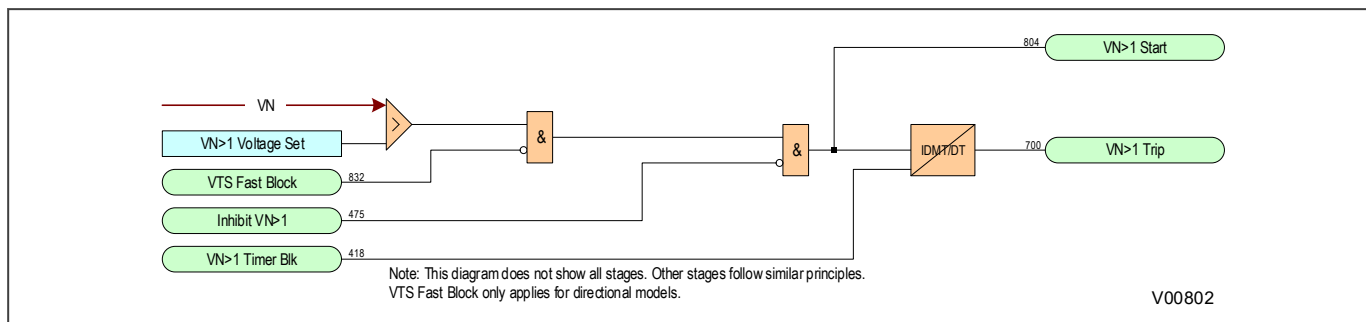 804 VN>1 Start
VN
>
VN>1 Voltage Set
&
&
IDMT/DT
700 VN>1 Trip
VTS Fast Block 832
Inhibit VN>1 475
VN>1 Timer Blk 418
Note: This diagram does not show all stages. Other stages follow similar principles.
VTS Fast Block only applies for directional models.
V00802